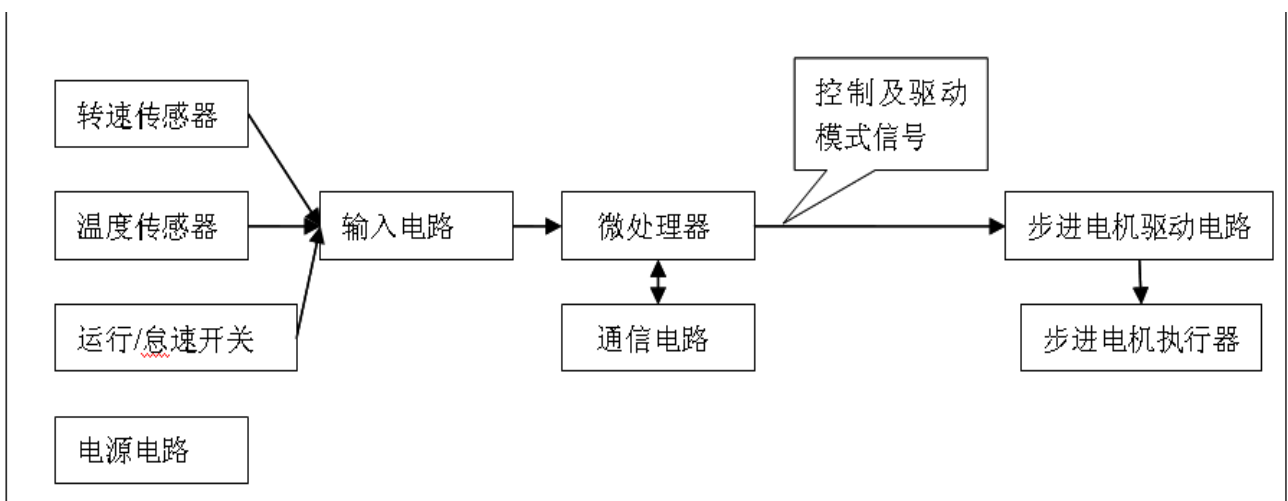 转速传感器
控制及驱动
模式信号
温度传感器
输入电路
微处理器
步进电机驱动电路
运行/怠速开关
通信电路
步进电机执行器
电源电路